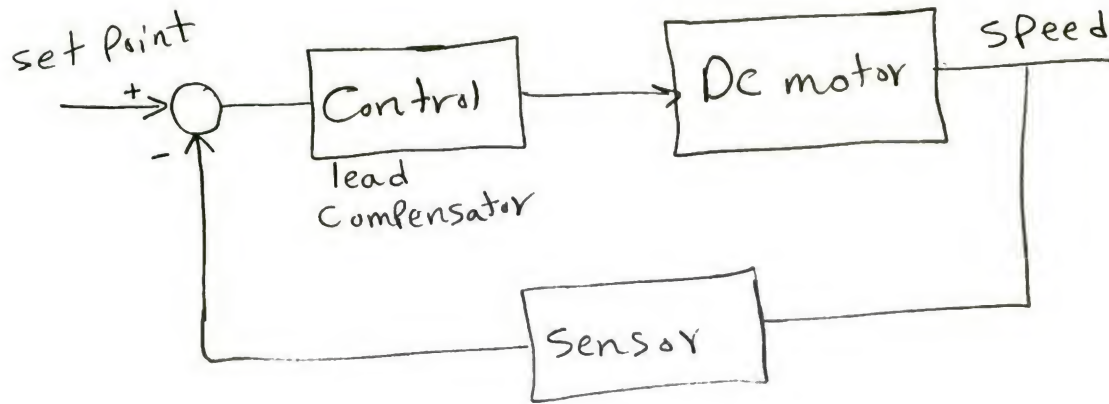 set point
speed
+
-
Control
DC motor
lead
Compensator
Sensor